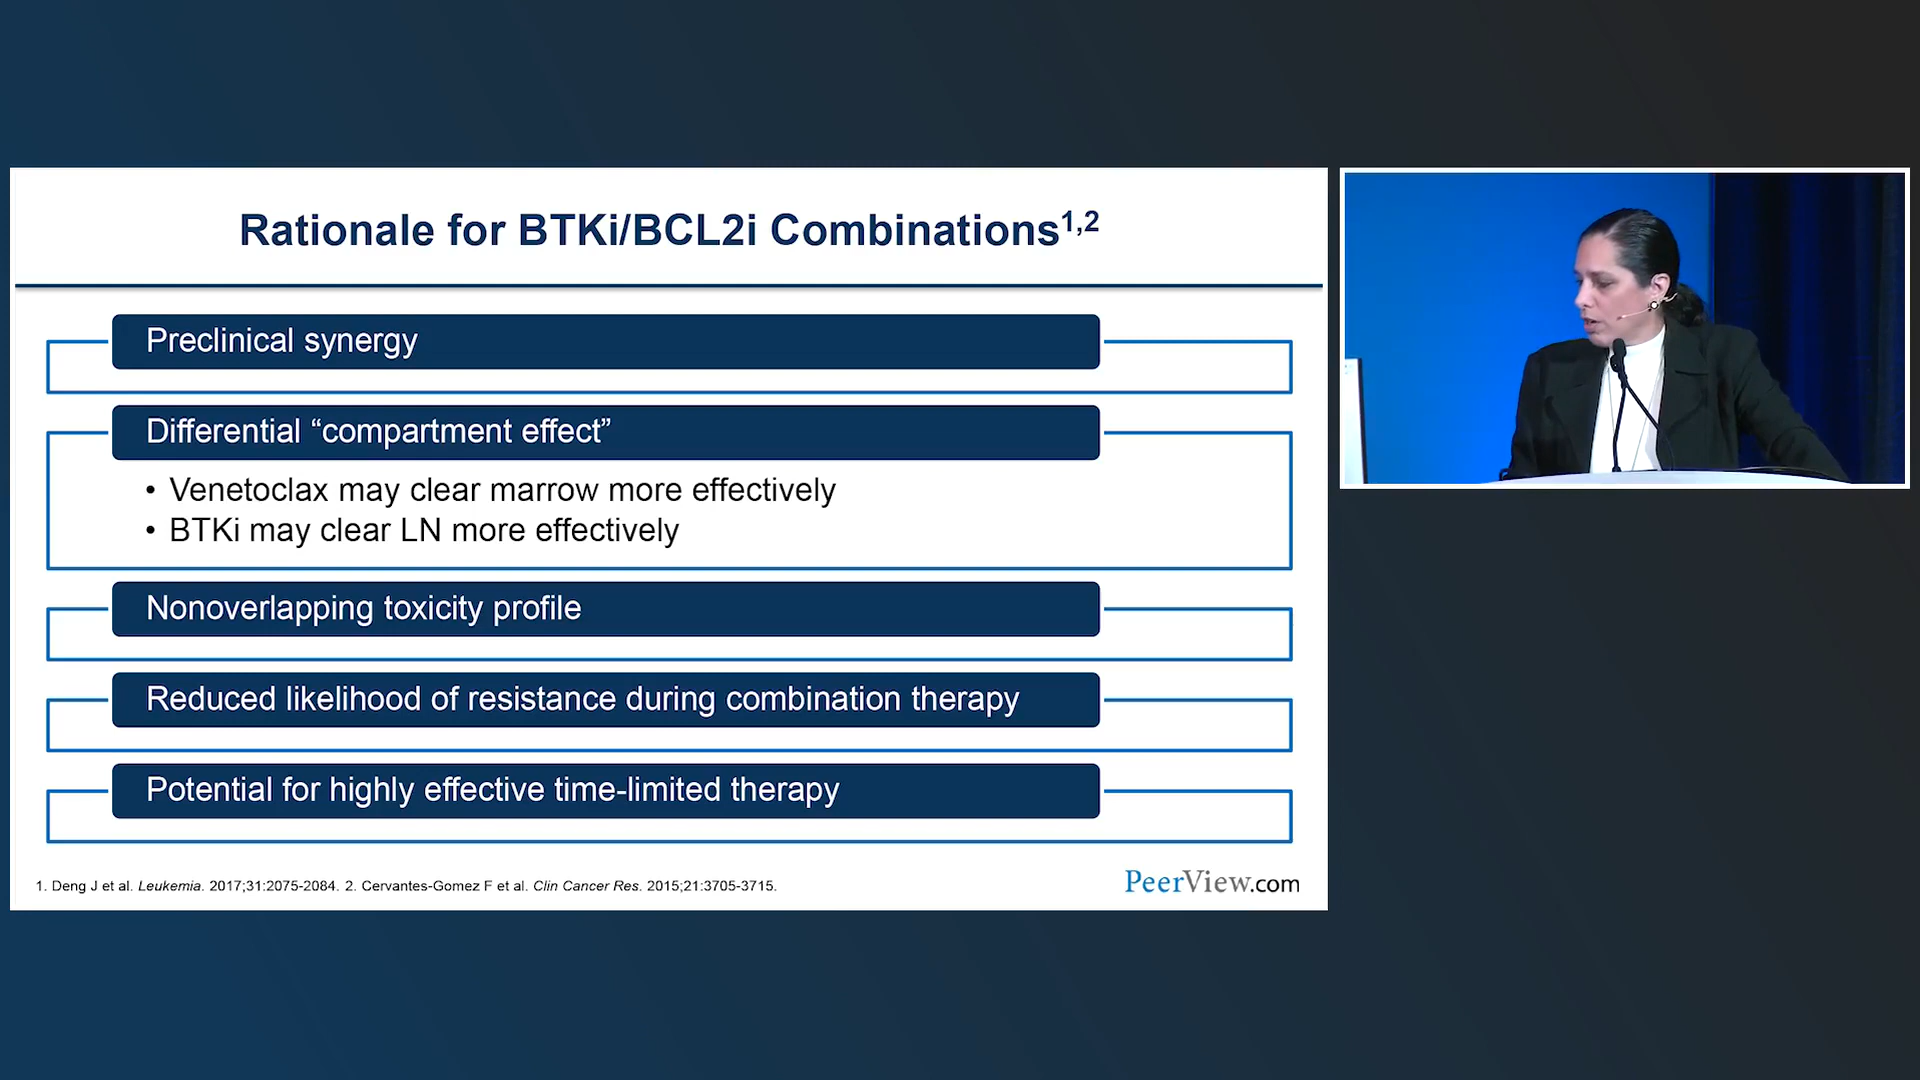 Rationale for BTKi/BCL2i Combinations1,2
Preclinical synergy
Differential “compartment effect”
• Venetoclax may clear marrow more effectively
• BTKi may clear LN more effectively
Nonoverlapping toxicity profile
Reduced likelihood of resistance during combination therapy
Potential for highly effective time-limited therapy
1. Deng J et al. Leukemia. 2017;31:2075-2084. 2. Cervantes-Gomez F et al. Clin Cancer Res. 2015;21:3705-3715.
PeerView.com